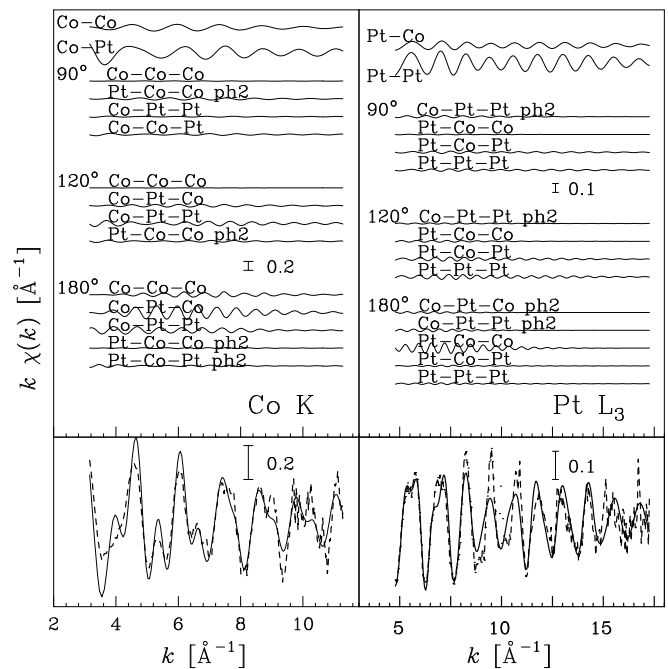 Co–Co
Co–Pt
90° Co–Co–Co
Pt–Co–Co ph2
Co–Pt–Pt
Co–Co–Pt
120° Co–Co–Co
Co–Pt–Co
Co–Pt–Pt
Pt–Co–Co ph2
0.2
180° Co–Co–Co
Co–Pt–Co
Co–Pt–Pt
Pt–Co–Co ph2
Pt–Co–Pt ph2
Co K
Pt–Co
Pt–Pt
90° Co–Pt–Pt ph2
Pt–Co–Co
Pt–Co–Pt
Pt–Pt–Pt
0.1
120° Co–Pt–Pt ph2
Pt–Co–Co
Pt–Co–Pt
Pt–Pt–Pt
180° Co–Pt–Co ph2
Co–Pt–Pt ph2
Pt–Co–Co
Pt–Co–Pt
Pt–Pt–Pt
Pt L₃
k χ(k) [Å⁻¹]
0.2
0.1
2 4 6 8 10
5 10 15
k [Å⁻¹]
k [Å⁻¹]